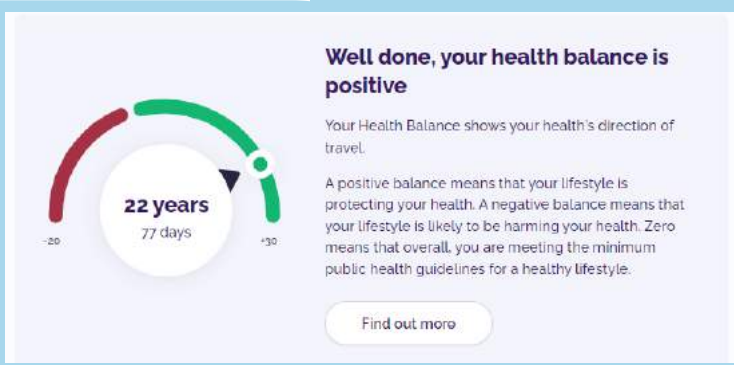 Well done, your health balance is
positive
Your Health Balance shows your health's direction of
travel.
A positive balance means that your lifestyle is
protecting your health. A negative balance means that
your lifestyle is likely to be harming your health. Zero
means that overall, you are meeting the minimum
public health guidelines for a healthy lifestyle.
22 years
77 days
-20
+30
Find out more